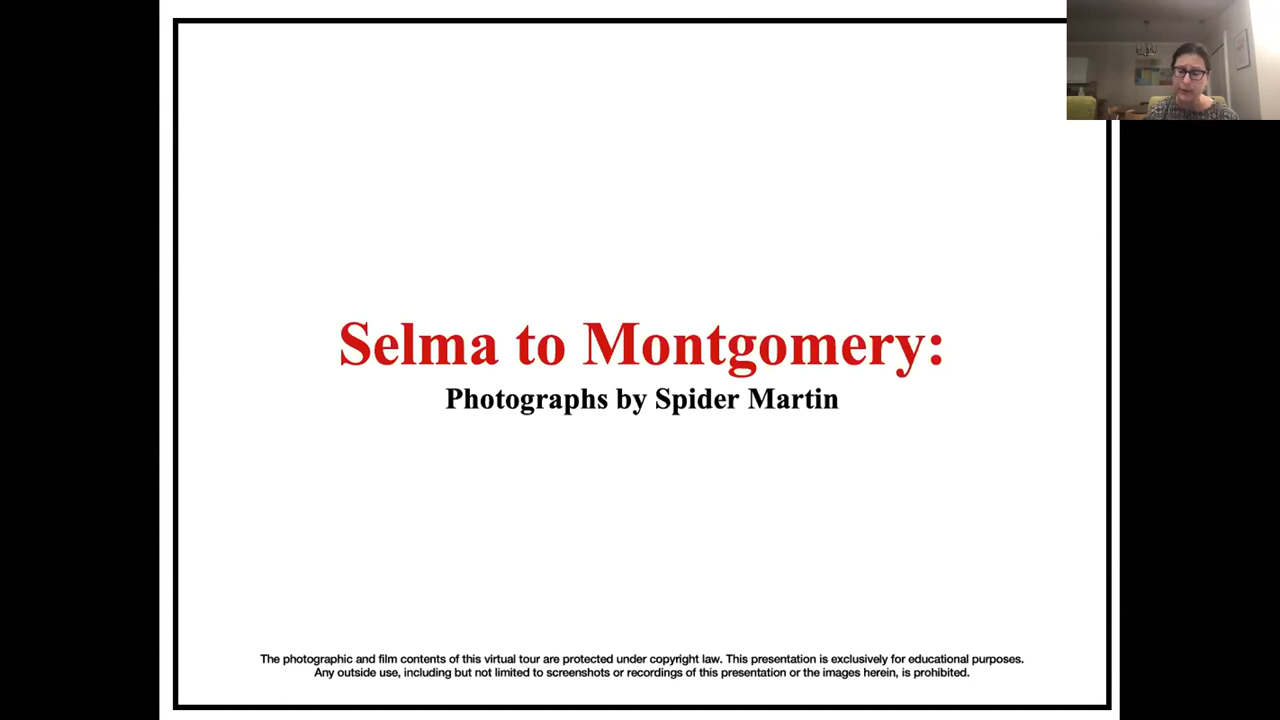 Selma to Montgomery:
Photographs by Spider Martin
The photographic and film contents of this virtual tour are protected under copyright law. This presentation is exclusively for educational purposes.
Any outside use, including but not limited to screenshots or recordings of this presentation or the images herein, is prohibited.